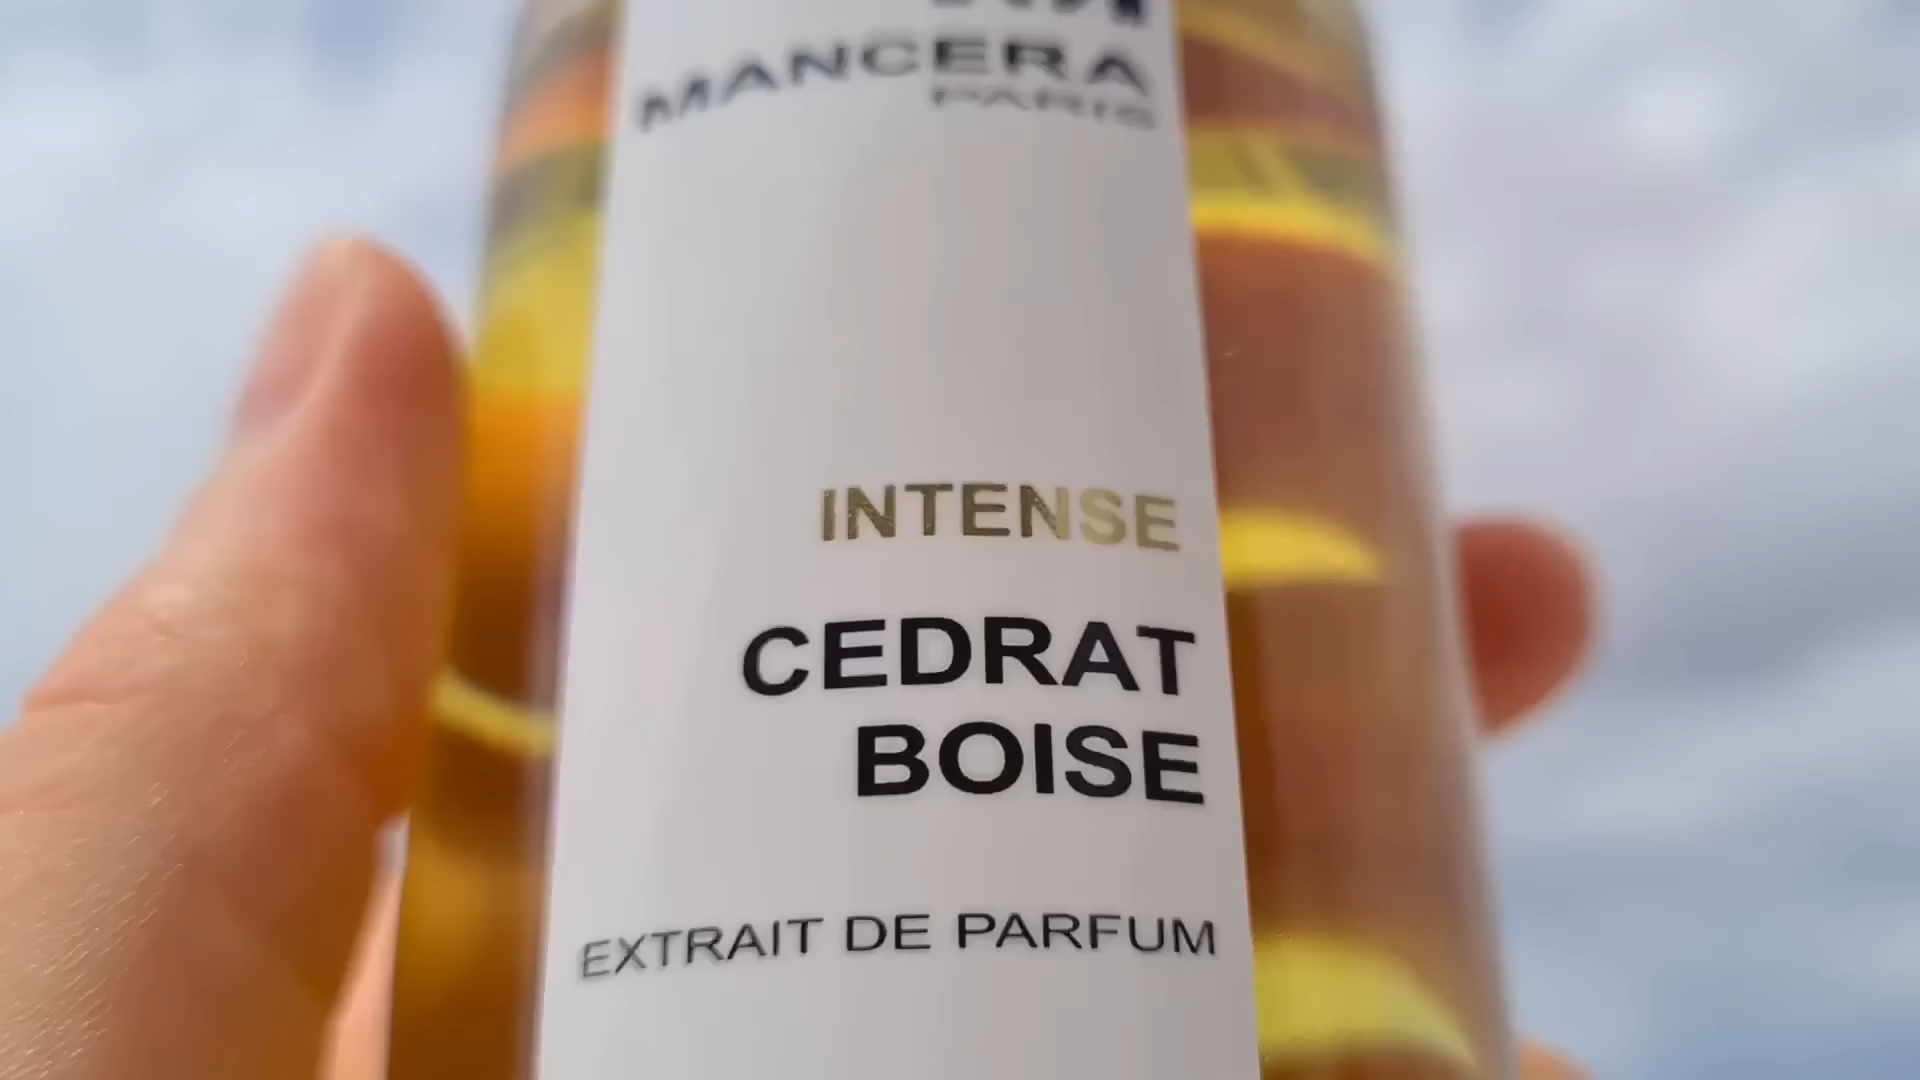 MANCERA
PARIS
INTENSE
CEDRAT
BOISE
EXTRAIT DE PARFUM